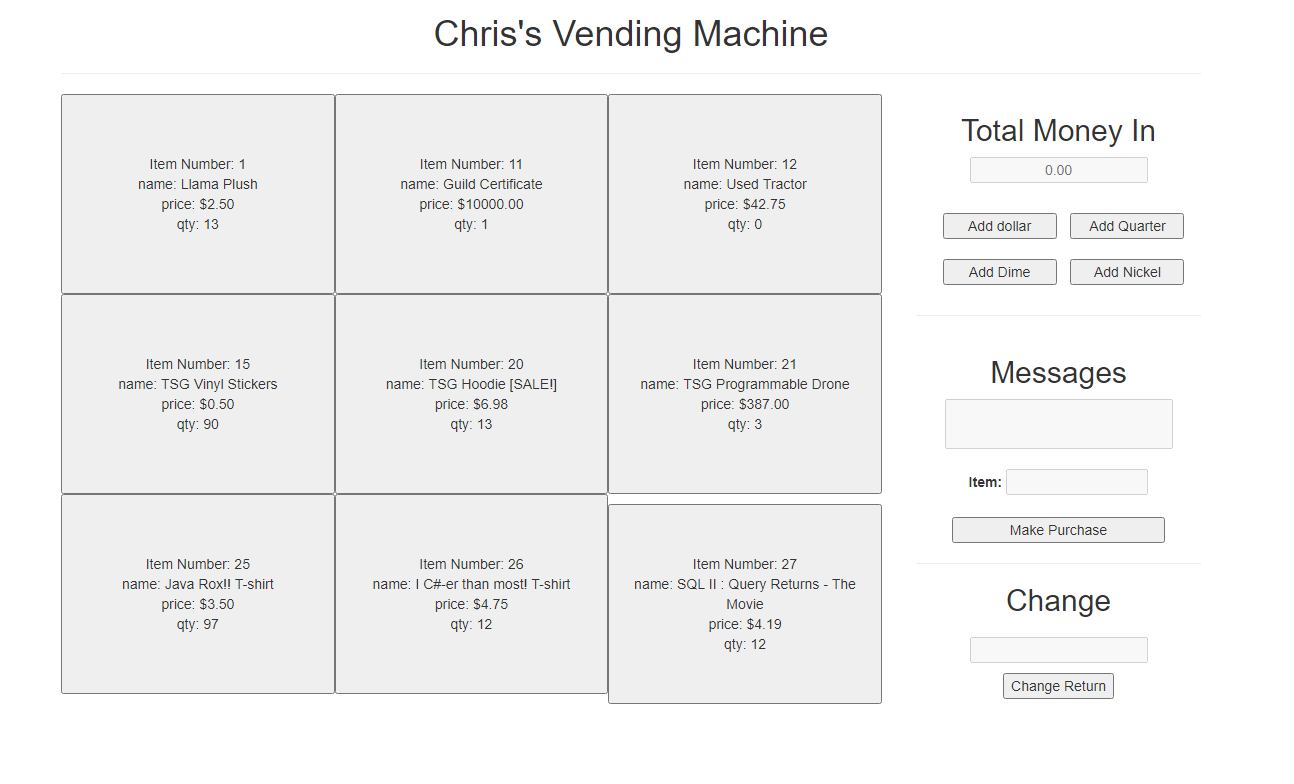 Chris's Vending Machine
Item Number: 1
name: Llama Plush
price: $2.50
qty: 13
Item Number: 11
name: Guild Certificate
price: $10000.00
qty: 1
Item Number: 12
name: Used Tractor
price: $42.75
qty: 0
Item Number: 15
name: TSG Vinyl Stickers
price: $0.50
qty: 90
Item Number: 20
name: TSG Hoodie [SALE!]
price: $6.98
qty: 13
Item Number: 21
name: TSG Programmable Drone
price: $387.00
qty: 3
Item Number: 25
name: Java Rox!! T-shirt
price: $3.50
qty: 97
Item Number: 26
name: I C#-er than most! T-shirt
price: $4.75
qty: 12
Item Number: 27
name: SQL II : Query Returns - The
Movie
price: $4.19
qty: 12
Total Money In
0.00
Add dollar
Add Quarter
Add Dime
Add Nickel
Messages
Item:
Make Purchase
Change
Change Return